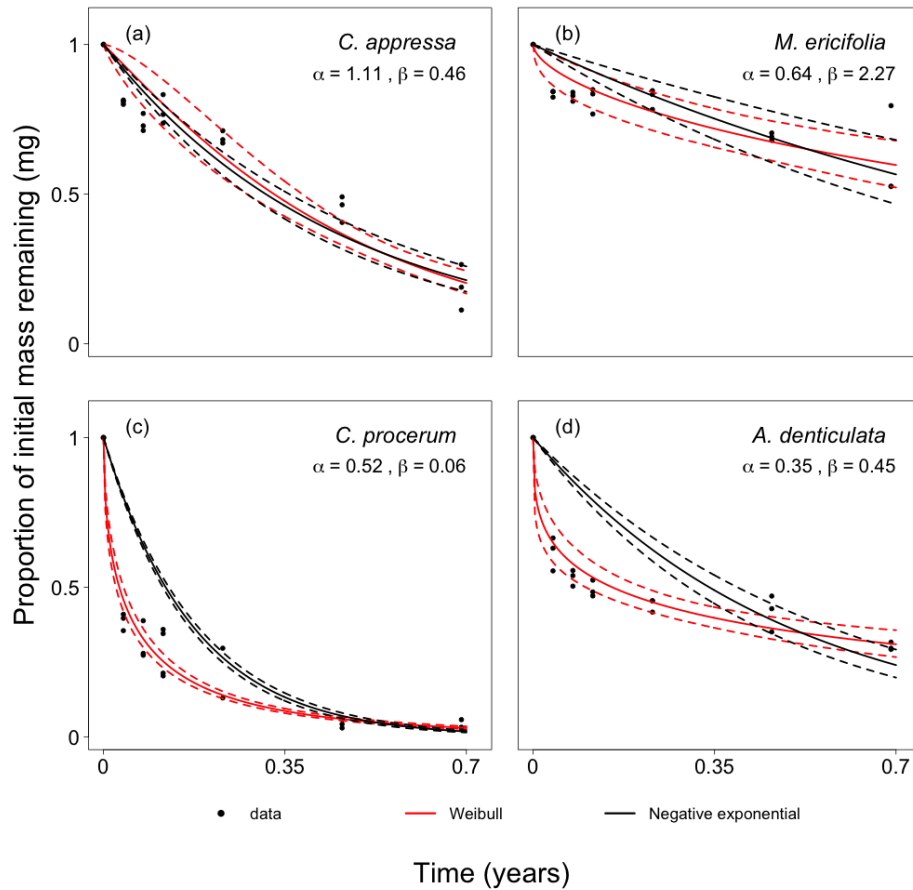 Proportion of initial mass remaining (mg)
(a)
C. appressa
α = 1.11 , β = 0.46
1
0.5
0
(b)
M. ericifolia
α = 0.64 , β = 2.27
(c)
C. procerum
α = 0.52 , β = 0.06
1
0.5
0
(d)
A. denticulata
α = 0.35 , β = 0.45
0 0.35 0.7
0 0.35 0.7
data Weibull Negative exponential
Time (years)